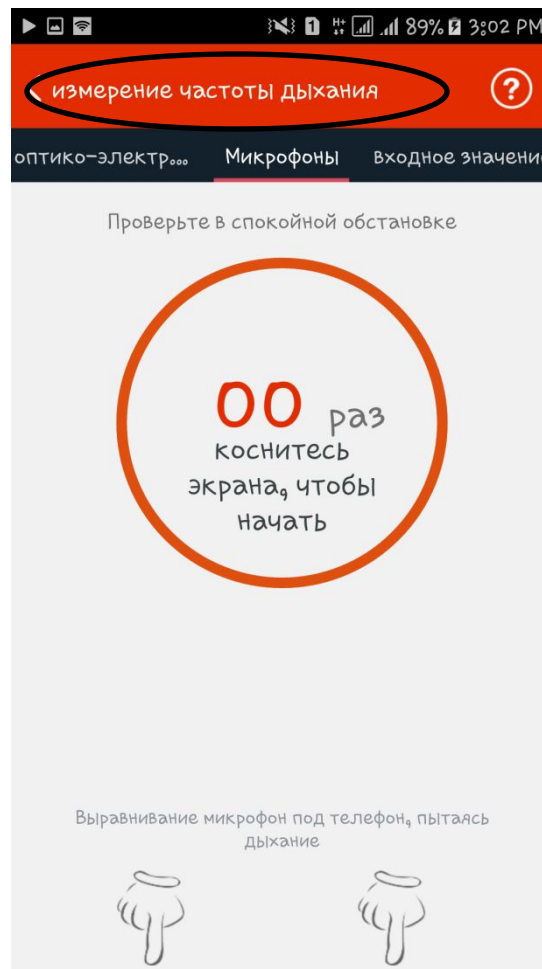 1 H+ 89% 3:02 PM
измерение частоты дыхания ?
оптико-электр... Микрофоны входное значени
Проверьте в спокойной обстановке
00 раз
коснитесь
экрана, чтобы
начать
Выравнивание микрофон под телефон, пытаясь
дыхание